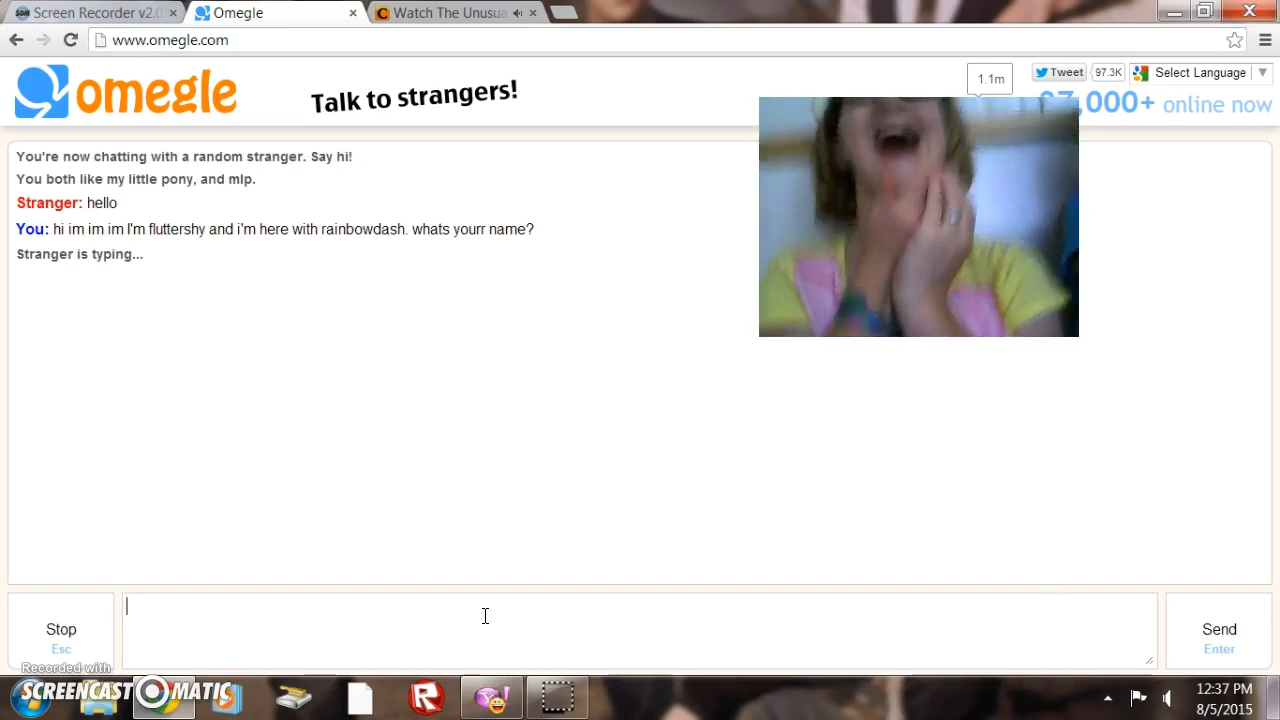 Screen Recorder v2.0
Omegle
Watch The Unusua
www.omegle.com
omegle
Talk to strangers!
1.1m
Tweet
97.3K
Select Language
7,000+ online now
You're now chatting with a random stranger. Say hi!
You both like my little pony, and mlp.
Stranger: hello
You: hi im im im I'm fluttershy and i'm here with rainbowdash. whats yourr name?
Stranger is typing...
Stop
Esc
Send
Enter
Recorded with
SCREENCAST MATIC
12:37 PM
8/5/2015